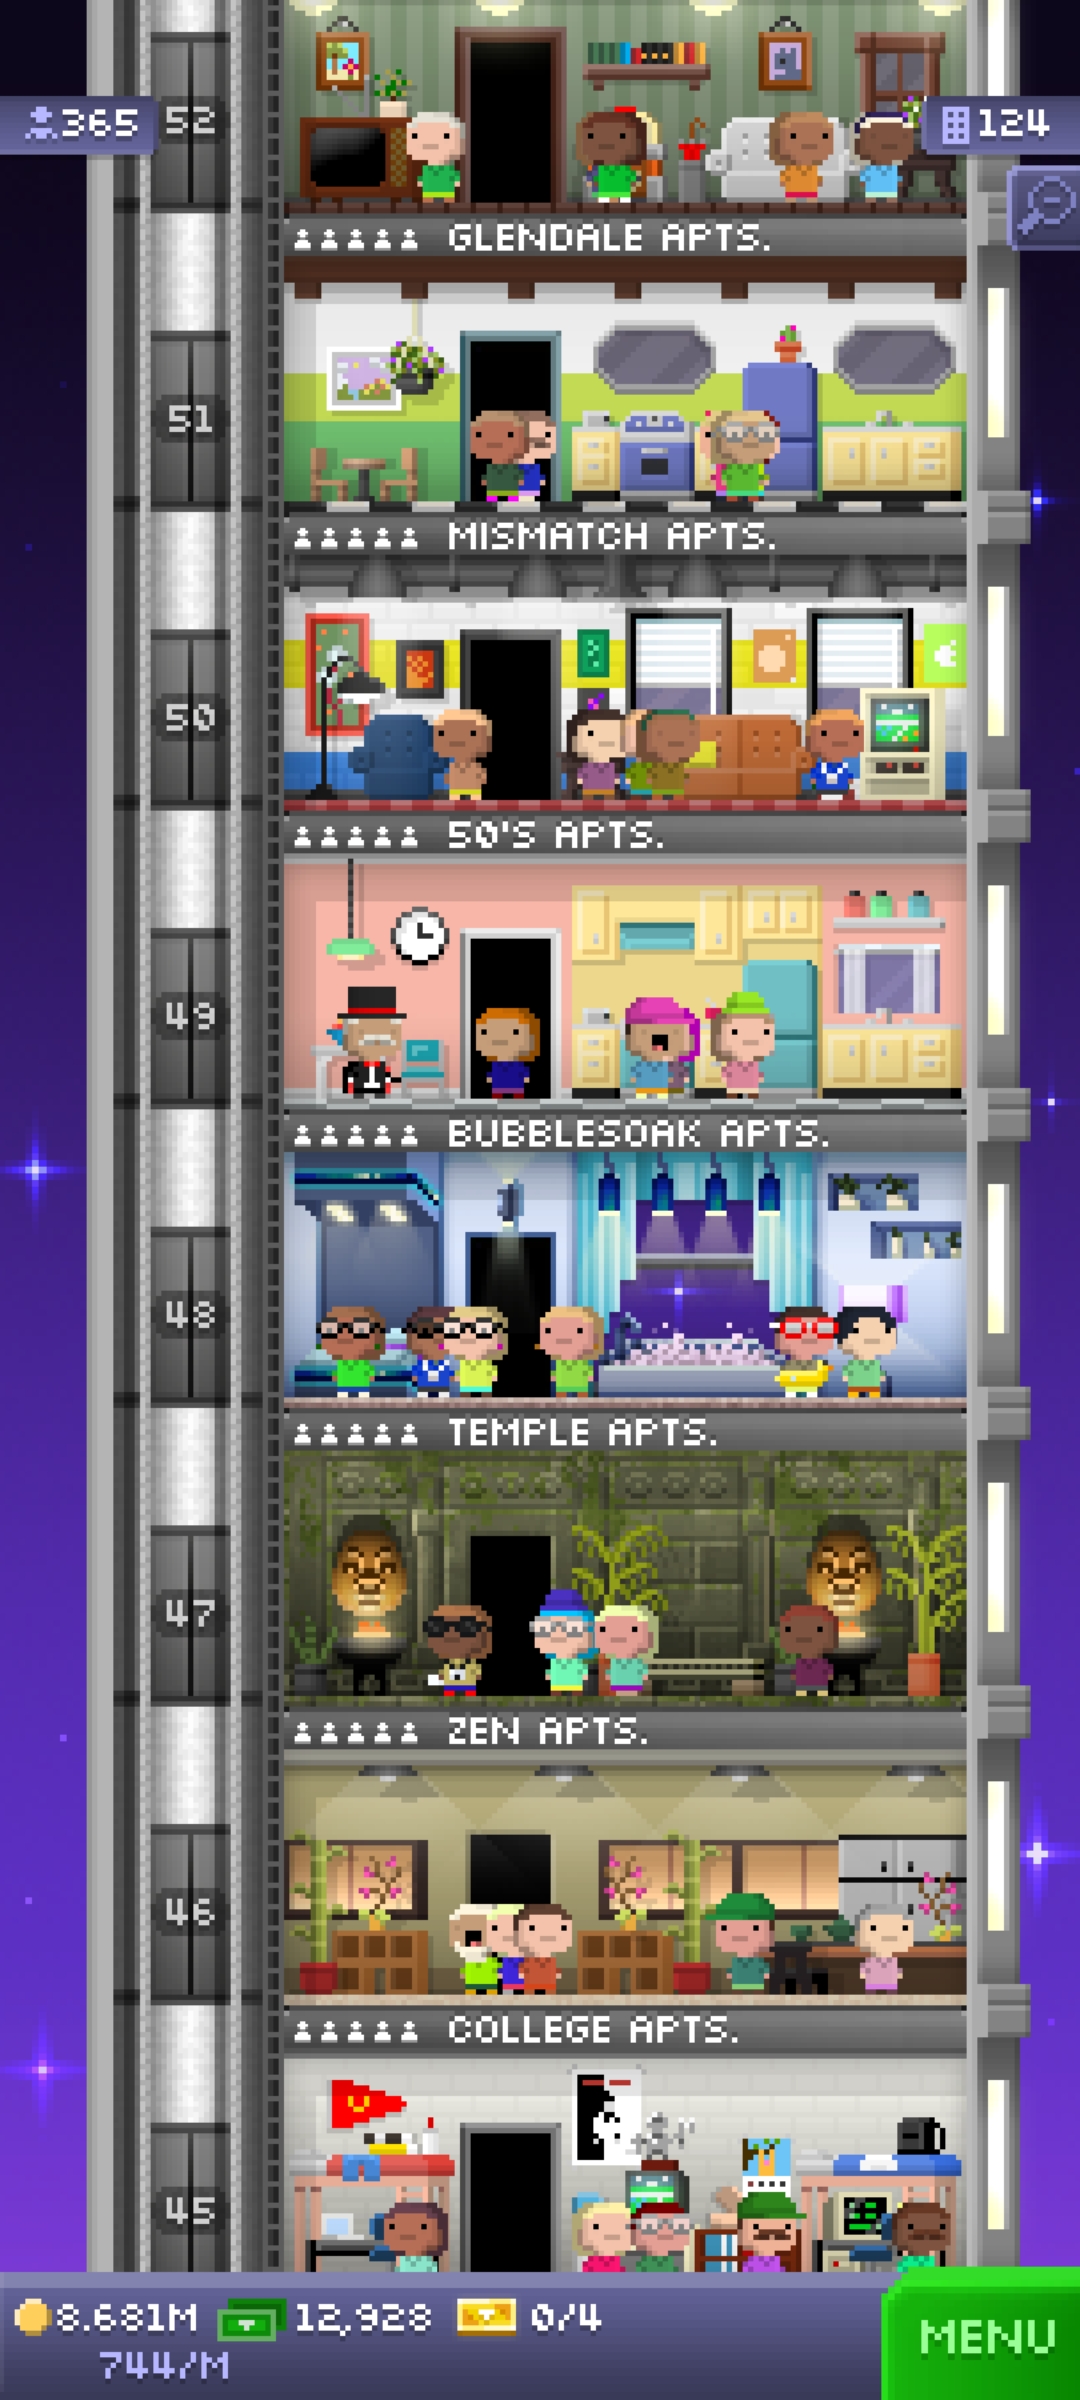 365
52
124
GLENDALE APTS.
51
MISMATCH APTS.
50
50'S APTS.
49
BUBBLESOAK APTS.
48
TEMPLE APTS.
47
ZEN APTS.
46
COLLEGE APTS.
45
8.681M 12,928 0/4
744/M
MENU